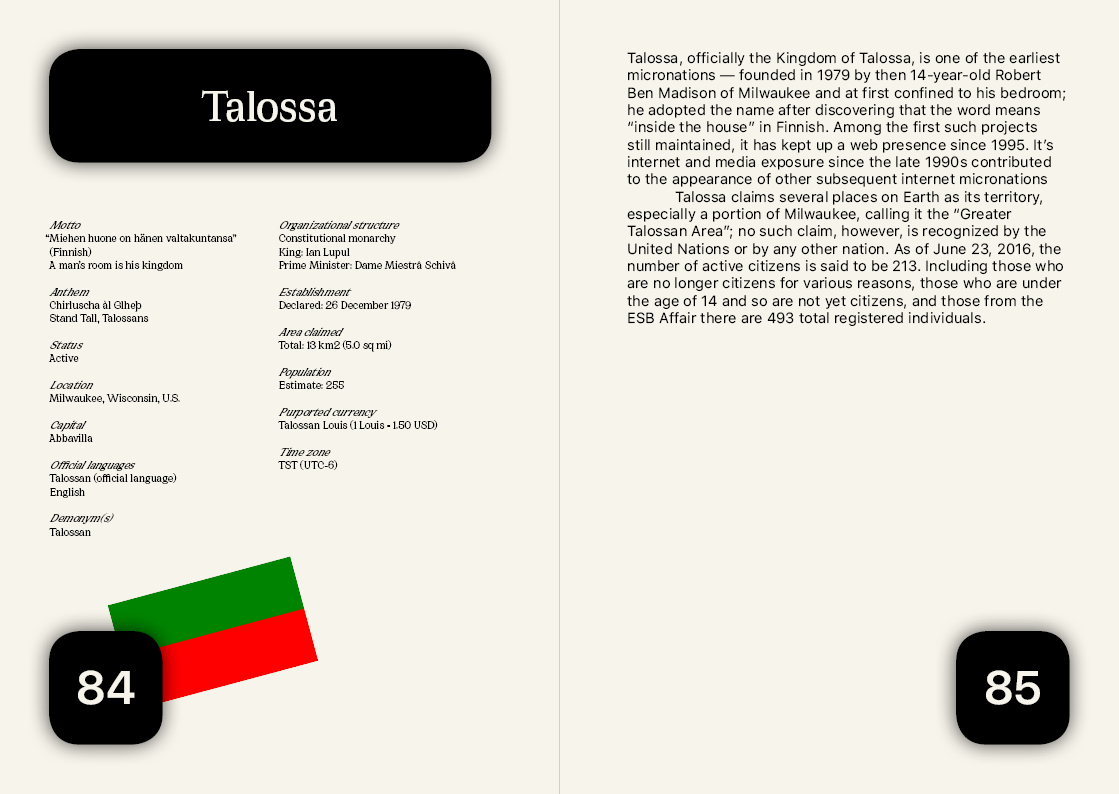 Talossa
Motto
“Miehen huone on hänen valtakuntansa”
(Finnish)
A man’s room is his kingdom
Anthem
Chirluscha àl Glheþ
Stand Tall, Talossans
Status
Active
Location
Milwaukee, Wisconsin, U.S.
Capital
Abbavilla
Official languages
Talossan (official language)
English
Demonym(s)
Talossan
Organizational structure
Constitutional monarchy
King: Ian Lupul
Prime Minister: Dame Miestrâ Schivâ
Establishment
Declared: 26 December 1979
Area claimed
Total: 13 km2 (5.0 sq mi)
Population
Estimate: 255
Purported currency
Talossan Louis (1 Louis = 1.50 USD)
Time zone
TST (UTC-6)
84
Talossa, officially the Kingdom of Talossa, is one of the earliest
micronations — founded in 1979 by then 14-year-old Robert
Ben Madison of Milwaukee and at first confined to his bedroom;
he adopted the name after discovering that the word means
“inside the house” in Finnish. Among the first such projects
still maintained, it has kept up a web presence since 1995. It’s
internet and media exposure since the late 1990s contributed
to the appearance of other subsequent internet micronations
Talossa claims several places on Earth as its territory,
especially a portion of Milwaukee, calling it the “Greater
Talossan Area”; no such claim, however, is recognized by the
United Nations or by any other nation. As of June 23, 2016, the
number of active citizens is said to be 213. Including those who
are no longer citizens for various reasons, those who are under
the age of 14 and so are not yet citizens, and those from the
ESB Affair there are 493 total registered individuals.
85